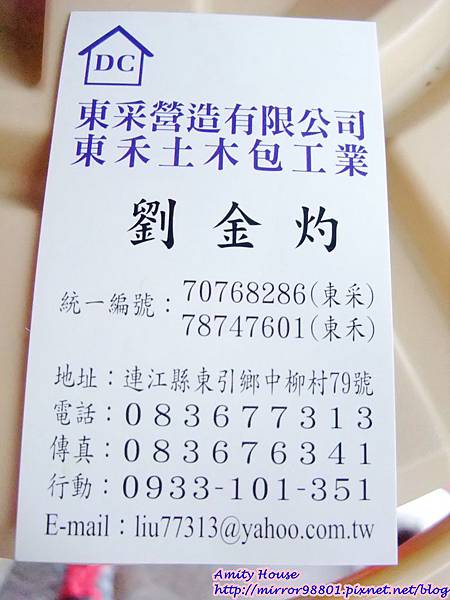 DC
東采營造有限公司
東禾土木包工業
劉金灼
統一編號：70768286(東采)
78747601(東禾)
地址：連江縣東引鄉中柳村79號
電話：083677313
傳真：083676341
行動：0933-101-351
E-mail：liu77313@yahoo.com.tw
Amity House
http://mirror98801.pixnet.net/blog